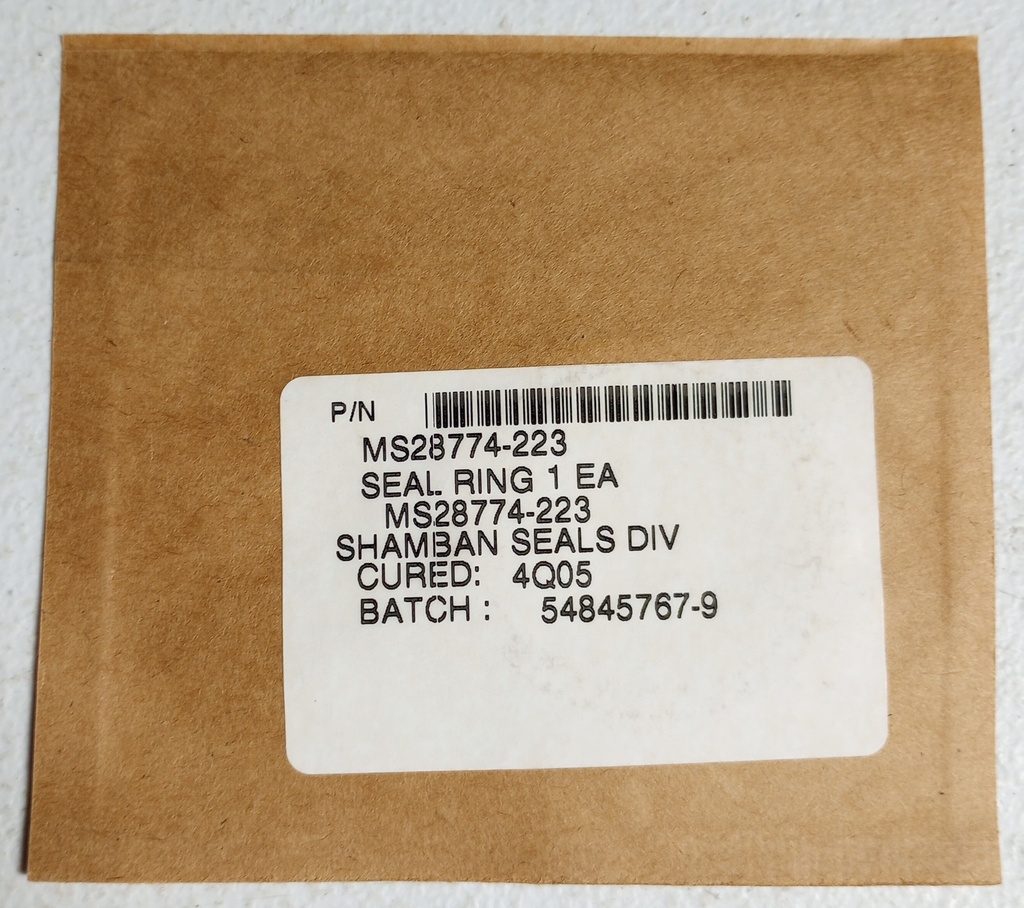 P/N
MS28774-223
SEAL RING 1 EA
MS28774-223
SHAMBAN SEALS DIV
CURED: 4Q05
BATCH : 54845767-9